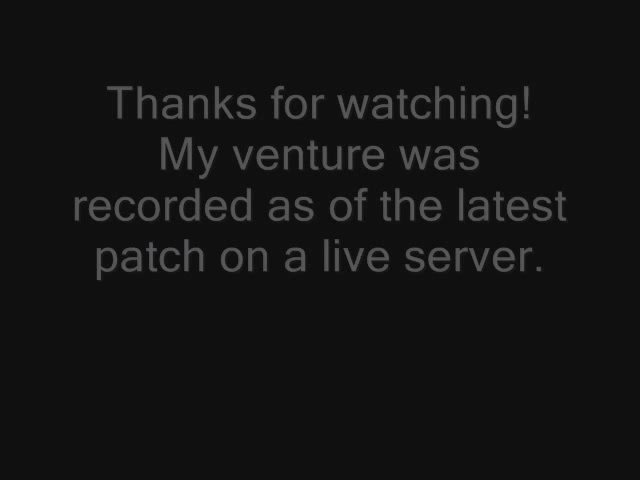 Thanks for watching!
My venture was
recorded as of the latest
patch on a live server.